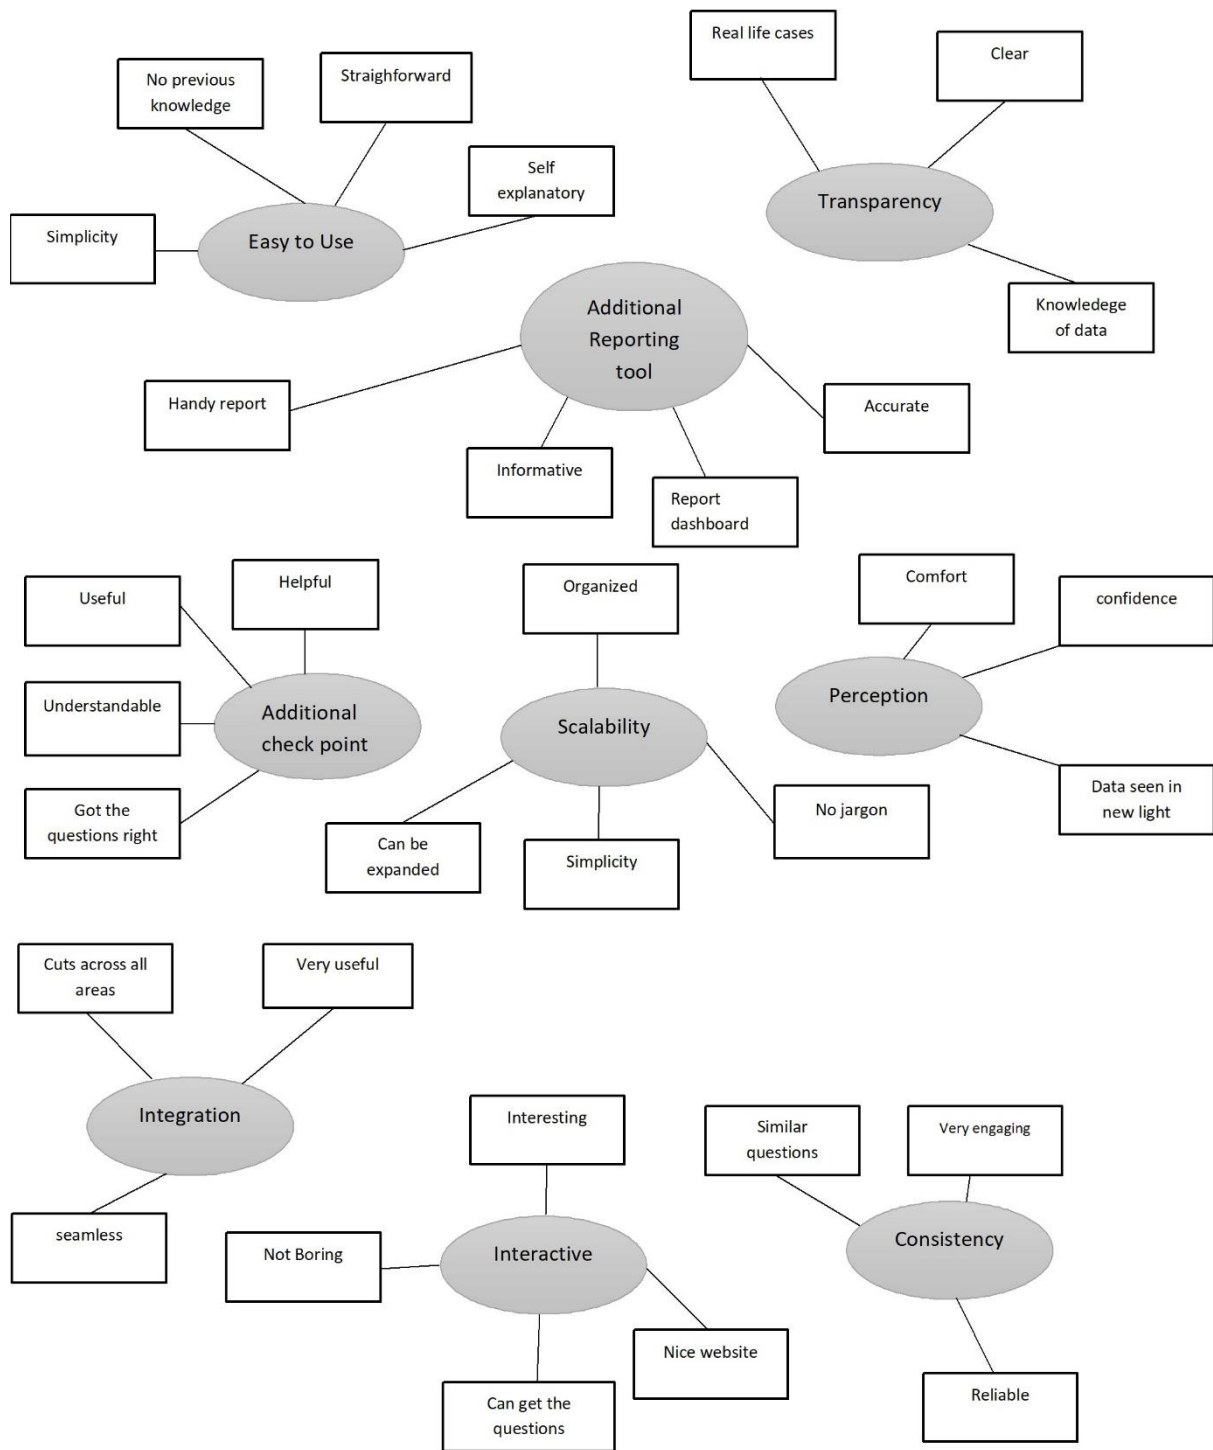 Real life cases
Clear
No previous
knowledge
Straighforward
Self
explanatory
Simplicity
Easy to Use
Transparency
Knowledege
of data
Additional
Reporting
tool
Handy report
Accurate
Informative
Report
dashboard
Useful
Helpful
Organized
Comfort
confidence
Understandable
Additional
check point
Scalability
Perception
Got the
questions right
Can be
expanded
Simplicity
No jargon
Data seen in
new light
Cuts across all
areas
Very useful
Integration
seamless
Interesting
Similar
questions
Very engaging
Not Boring
Interactive
Consistency
Nice website
Can get the
questions
Reliable